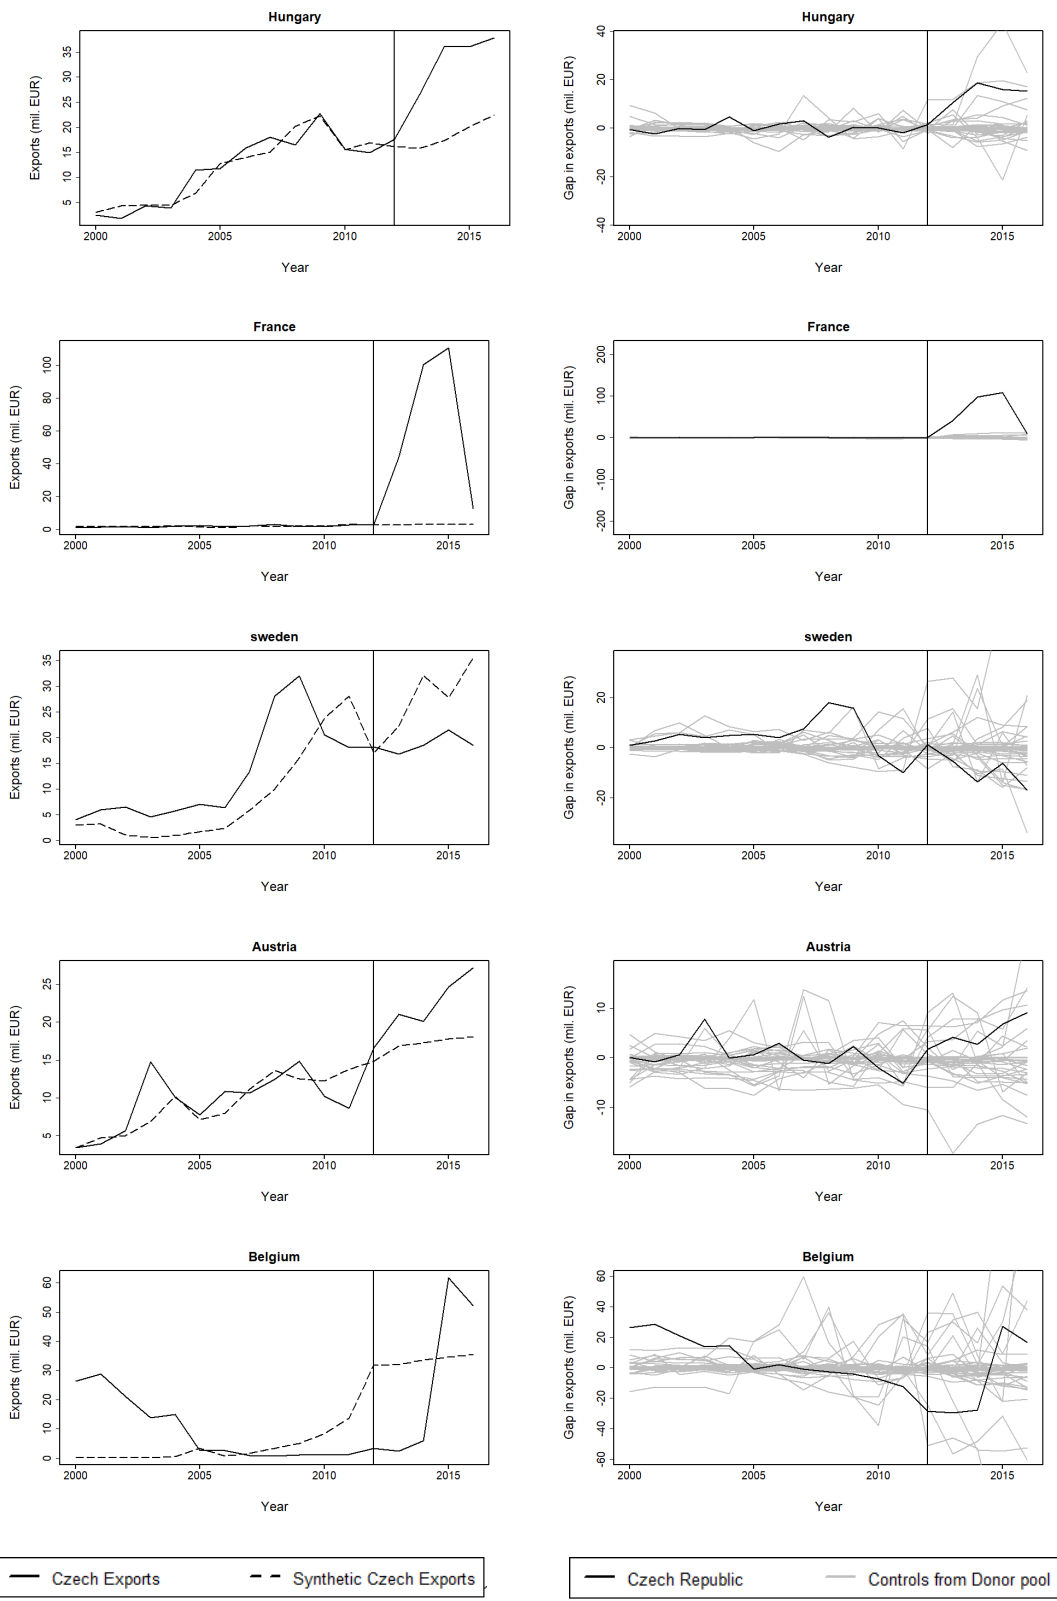 Hungary
Exports (mil. EUR)
5 10 15 20 25 30 35
2000 2005 2010 2015
Year
Hungary
Gap in exports (mil. EUR)
-40 -20 0 20 40
2000 2005 2010 2015
Year
France
Exports (mil. EUR)
0 20 40 60 80 100
2000 2005 2010 2015
Year
France
Gap in exports (mil. EUR)
-200 -100 0 100 200
2000 2005 2010 2015
Year
sweden
Exports (mil. EUR)
0 5 10 15 20 25 30 35
2000 2005 2010 2015
Year
sweden
Gap in exports (mil. EUR)
-20 0 20
2000 2005 2010 2015
Year
Austria
Exports (mil. EUR)
5 10 15 20 25
2000 2005 2010 2015
Year
Austria
Gap in exports (mil. EUR)
-10 0 10
2000 2005 2010 2015
Year
Belgium
Exports (mil. EUR)
0 10 20 30 40 50 60
2000 2005 2010 2015
Year
Belgium
Gap in exports (mil. EUR)
-60 -40 -20 0 20 40 60
2000 2005 2010 2015
Year
Czech Exports Synthetic Czech Exports
Czech Republic Controls from Donor pool